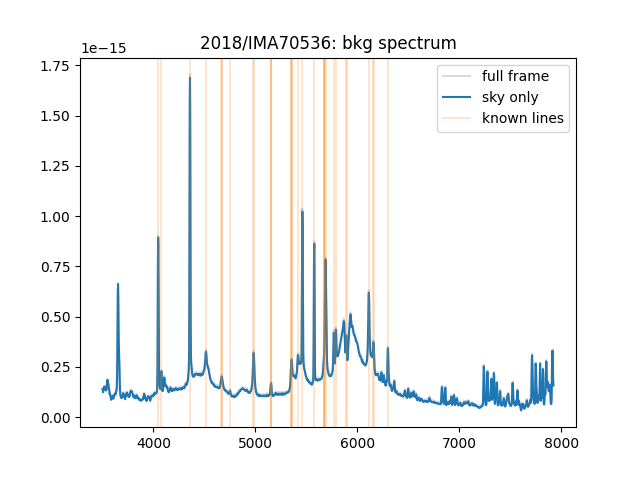 2018/IMA70536: bkg spectrum
1e−15
full frame
sky only
known lines
1.75
1.50
1.25
1.00
0.75
0.50
0.25
0.00
4000 5000 6000 7000 8000